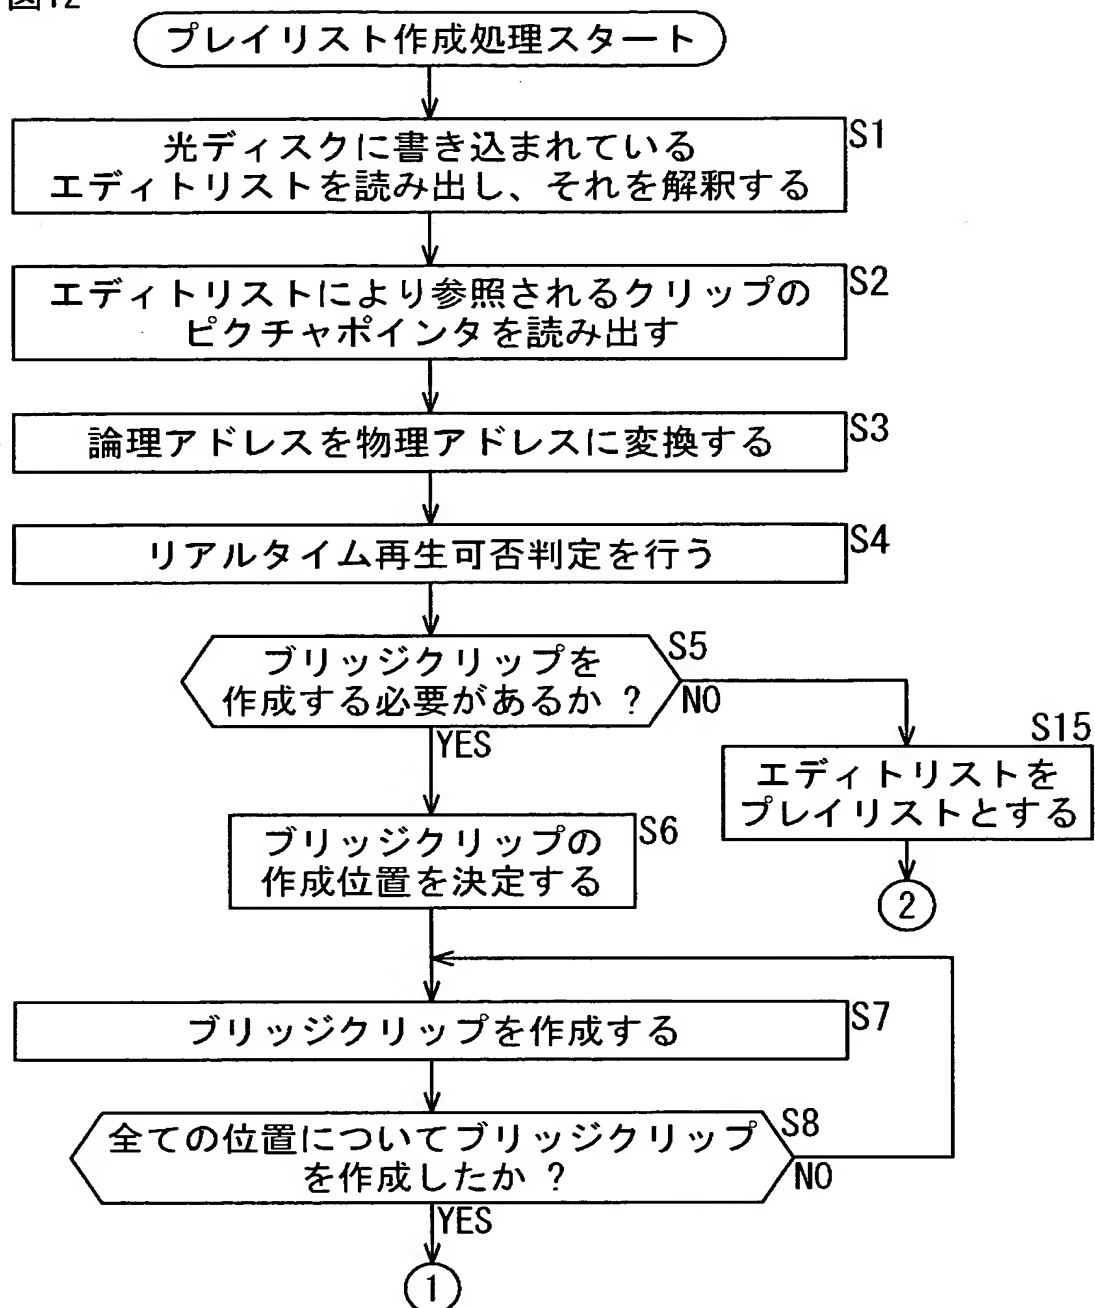 図12
プレイリスト作成処理スタート
光ディスクに書き込まれている
エディトリストを読み出し、それを解釈する
S1
エディトリストにより参照されるクリップの
ピクチャポインタを読み出す
S2
論理アドレスを物理アドレスに変換する
S3
リアルタイム再生可否判定を行う
S4
ブリッジクリップを
作成する必要があるか ?
S5
NO
YES
S15
エディトリストを
プレイリストとする
2
ブリッジクリップの
作成位置を決定する
S6
ブリッジクリップを作成する
S7
全ての位置についてブリッジクリップ
を作成したか ?
S8
NO
YES
1